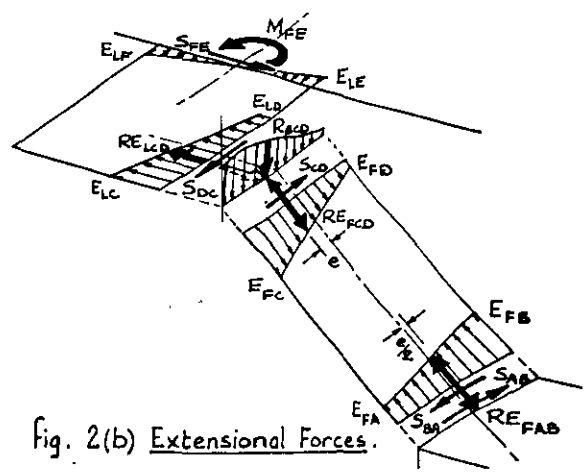 M_FE
S_FE
E_LF
E_LE
E_LD
R_BCD
RE_LCD
S_CD
E_FD
S_DC
E_LC
RE_FCD
e
E_FC
e/2
E_FB
S_AB
E_FA
S_BA
RE_FAB
Fig. 2(b) Extensional Forces.